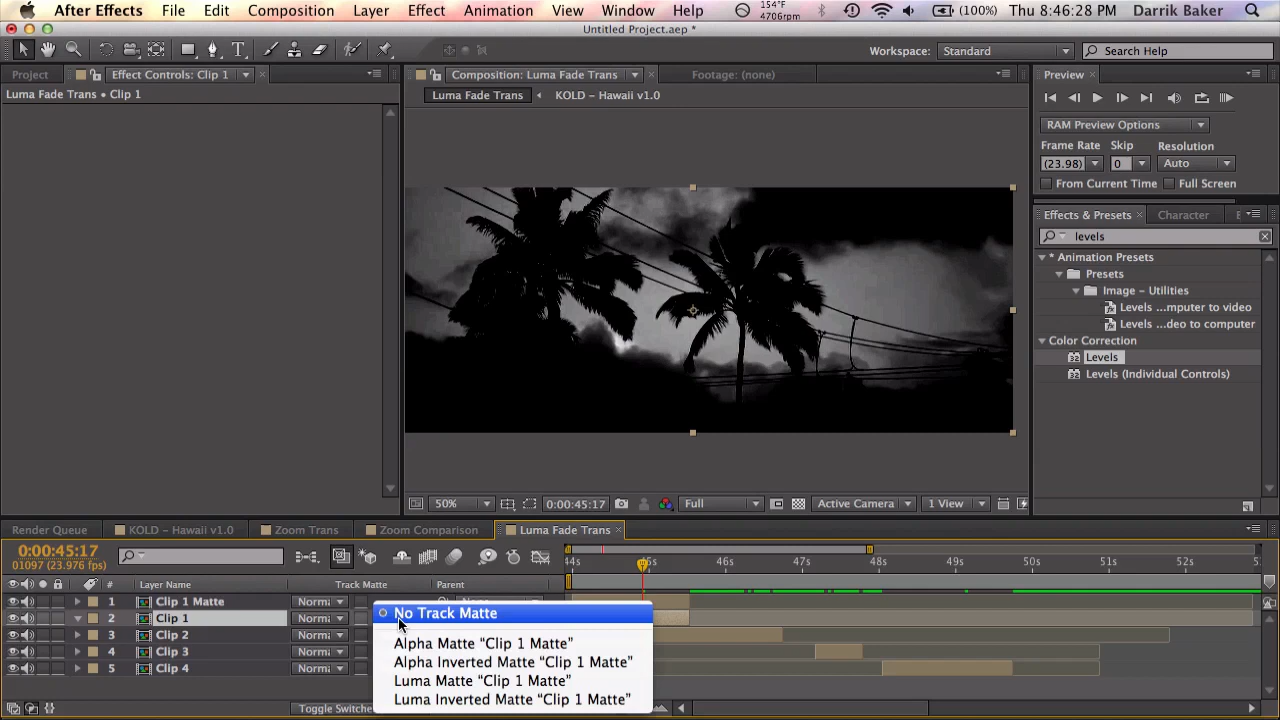 After Effects File Edit Composition Layer Effect Animation View Window Help 154°F 4706rpm (100%) Thu 8:46:28 PM Darrik Baker
Untitled Project.aep *
Workspace: Standard Search Help
Project Effect Controls: Clip 1
Luma Fade Trans • Clip 1
Composition: Luma Fade Trans Footage: (none)
Luma Fade Trans KOLD – Hawaii v1.0
Preview
RAM Preview Options
Frame Rate Skip Resolution
(23.98) 0 Auto
From Current Time Full Screen
Effects & Presets Character E
levels
* Animation Presets
Presets
Image – Utilities
Levels ...mputer to video
Levels ...deo to computer
Color Correction
Levels
Levels (Individual Controls)
50% 0:00:45:17 Full Active Camera 1 View
Render Queue KOLD – Hawaii v1.0 Zoom Trans Zoom Comparison Luma Fade Trans
0:00:45:17
01097 (23.976 fps)
44s 45s 46s 47s 48s 49s 50s 51s 52s 5
# Layer Name Track Matte Parent
1 Clip 1 Matte Norma
2 Clip 1 Norma
3 Clip 2 Norma
4 Clip 3 Norma
5 Clip 4 Norma
No Track Matte
Alpha Matte “Clip 1 Matte”
Alpha Inverted Matte “Clip 1 Matte”
Luma Matte “Clip 1 Matte”
Luma Inverted Matte “Clip 1 Matte”
Toggle Switche